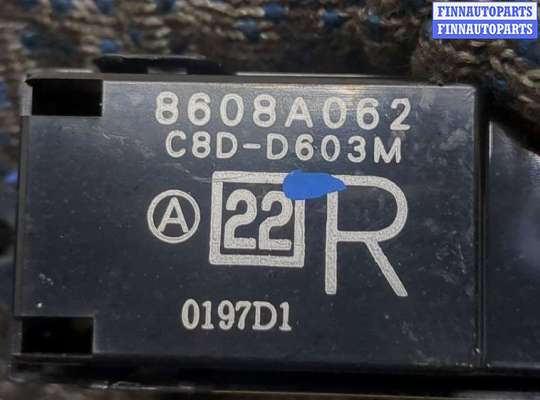 FINNAUTOPARTS
FINNAUTOPARTS
8608A062
C8D-D603M
A 22 R
0197D1